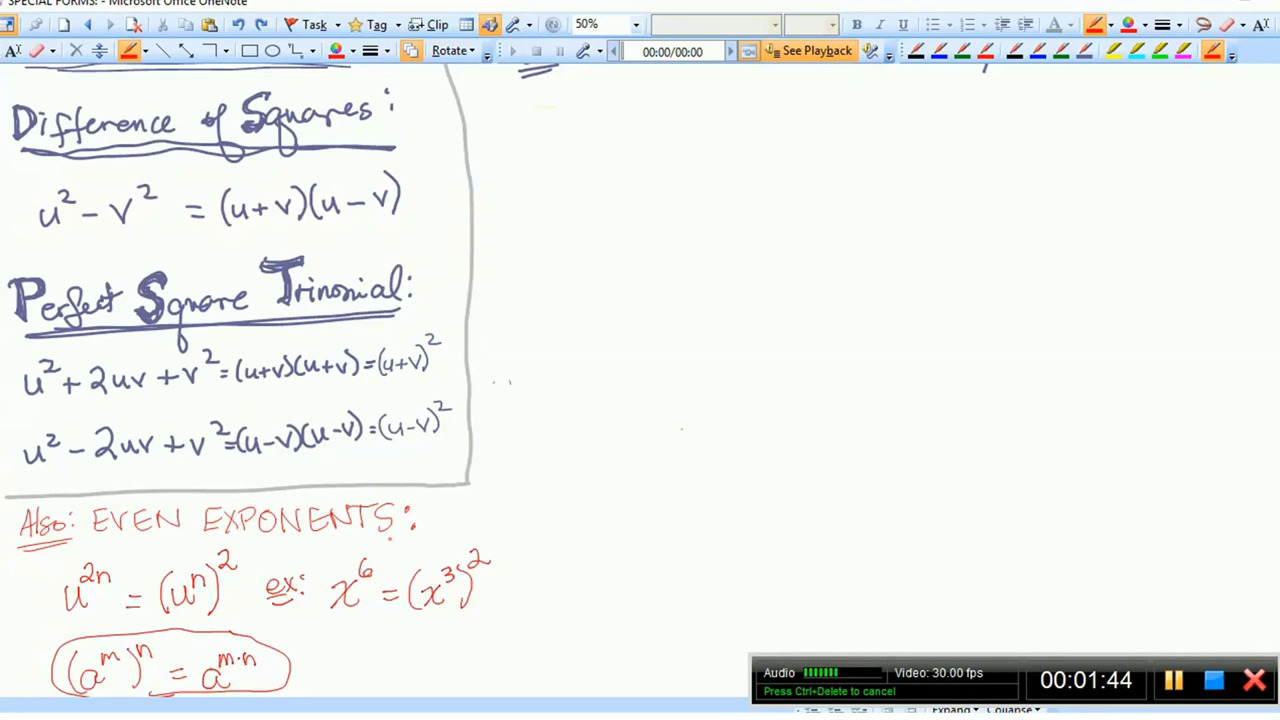 SPECIAL FORMS: - Microsoft Office OneNote
Task Tag Clip 50% B I U
Rotate 00:00/00:00 See Playback
Difference of Squares:
u² - v² = (u+v)(u-v)
Perfect Square Trinomial:
u² + 2uv + v² = (u+v)(u+v) = (u+v)²
u² - 2uv + v² = (u-v)(u-v) = (u-v)²
Also: EVEN EXPONENTS:
u²ⁿ = (uⁿ)² ex: x⁶ = (x³)²
(aᵐ)ⁿ = aᵐ·ⁿ
Audio Video: 30.00 fps 00:01:44
Press Ctrl+Delete to cancel
Expand Collapse